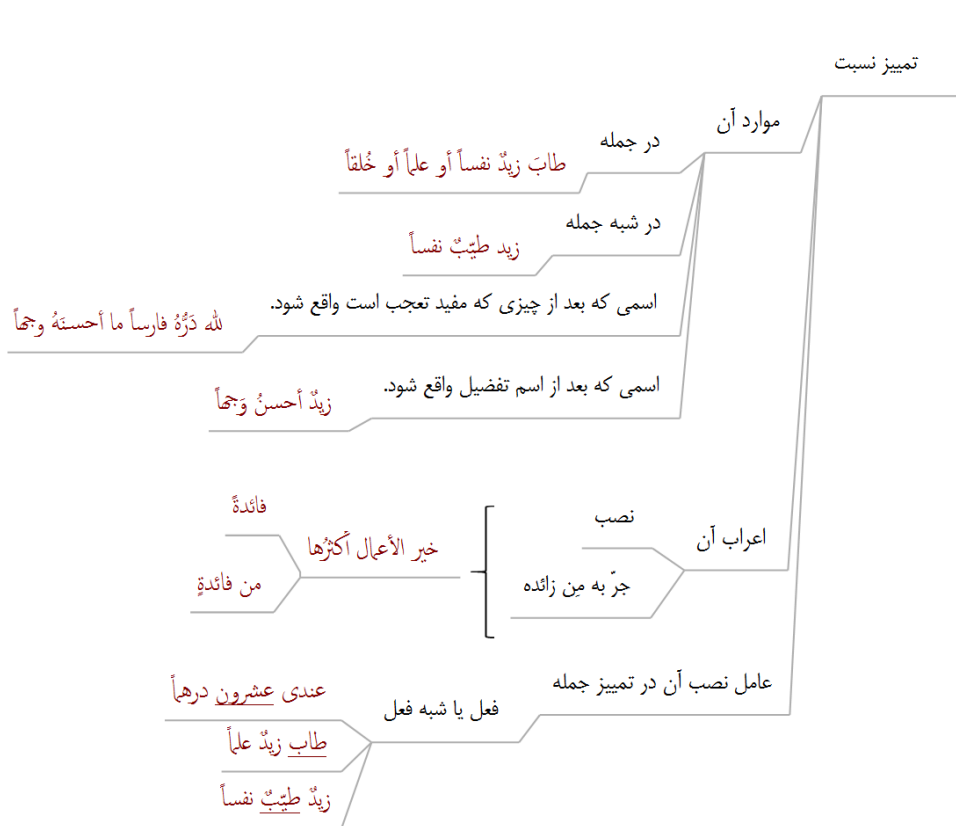 تمییز نسبت
موارد آن
در جمله
طابَ زیدٌ نفساً أو علماً أو خُلقاً
در شبه جمله
زید طیّبٌ نفساً
اسمی که بعد از چیزی که مفید تعجب است واقع شود.
لله دَرُّهُ فارساً ما أحسنَهُ وجهاً
اسمی که بعد از اسم تفضیل واقع شود.
زیدٌ أحسنُ وَجهاً
اعراب آن
نصب
جرّ به مِن زائده
خیر الأعمال أکثرُها
فائدةً
من فائدةٍ
عامل نصب آن در تمییز جمله
فعل یا شبه فعل
عندی عشرون درهماً
طاب زیدٌ علماً
زیدٌ طیّبٌ نفساً